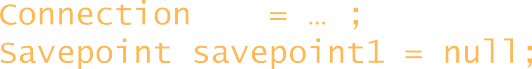 Connection    = … ;
Savepoint savepoint1 = null;